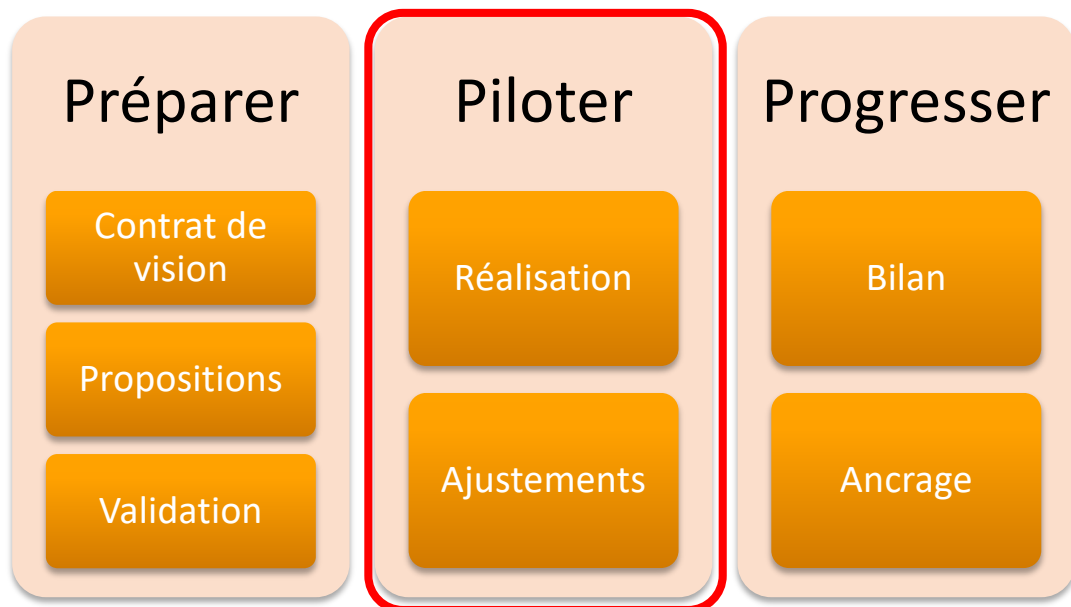 Préparer
Contrat de
vision
Propositions
Validation
Piloter
Réalisation
Ajustements
Progresser
Bilan
Ancrage